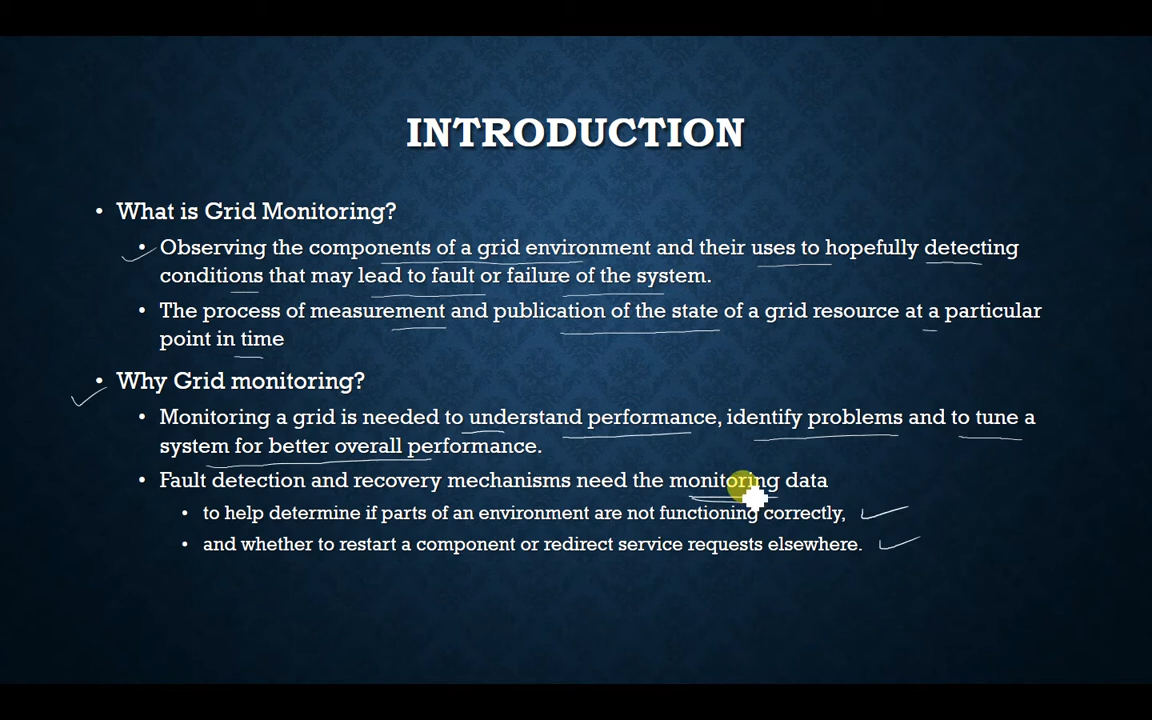 INTRODUCTION
• What is Grid Monitoring?
• Observing the components of a grid environment and their uses to hopefully detecting
conditions that may lead to fault or failure of the system.
• The process of measurement and publication of the state of a grid resource at a particular
point in time
• Why Grid monitoring?
• Monitoring a grid is needed to understand performance, identify problems and to tune a
system for better overall performance.
• Fault detection and recovery mechanisms need the monitoring data
• to help determine if parts of an environment are not functioning correctly,
• and whether to restart a component or redirect service requests elsewhere.